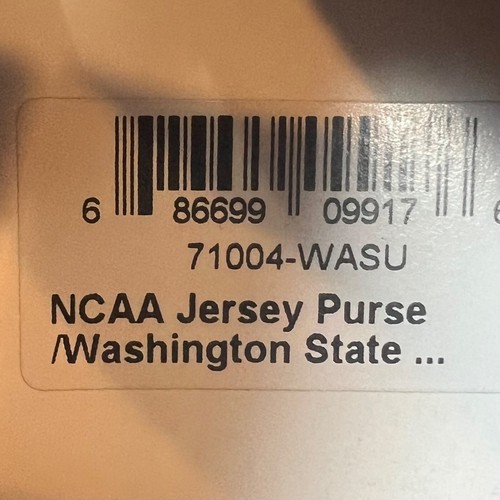 6 86699 09917 6
71004-WASU
NCAA Jersey Purse
/Washington State ...